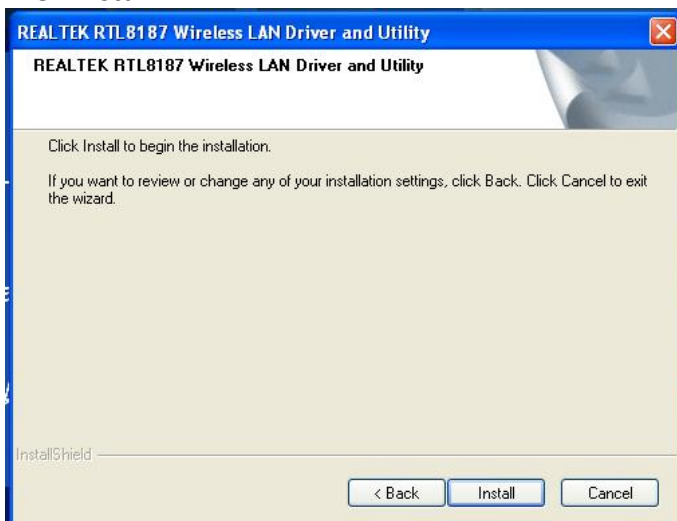 REALTEK RTL8187 Wireless LAN Driver and Utility
REALTEK RTL8187 Wireless LAN Driver and Utility
Click Install to begin the installation.
If you want to review or change any of your installation settings, click Back. Click Cancel to exit
the wizard.
InstallShield
< Back
Install
Cancel